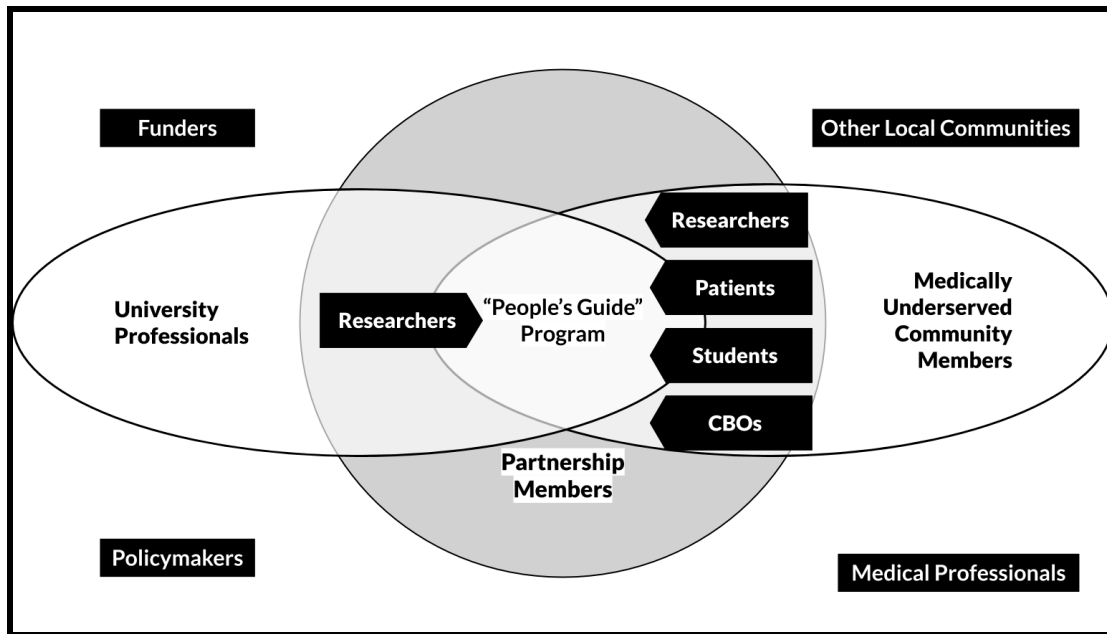 Funders
Other Local Communities
Researchers
Patients
Students
CBOs
University
Professionals
Researchers
“People’s Guide”
Program
Medically
Underserved
Community
Members
Partnership
Members
Policymakers
Medical Professionals